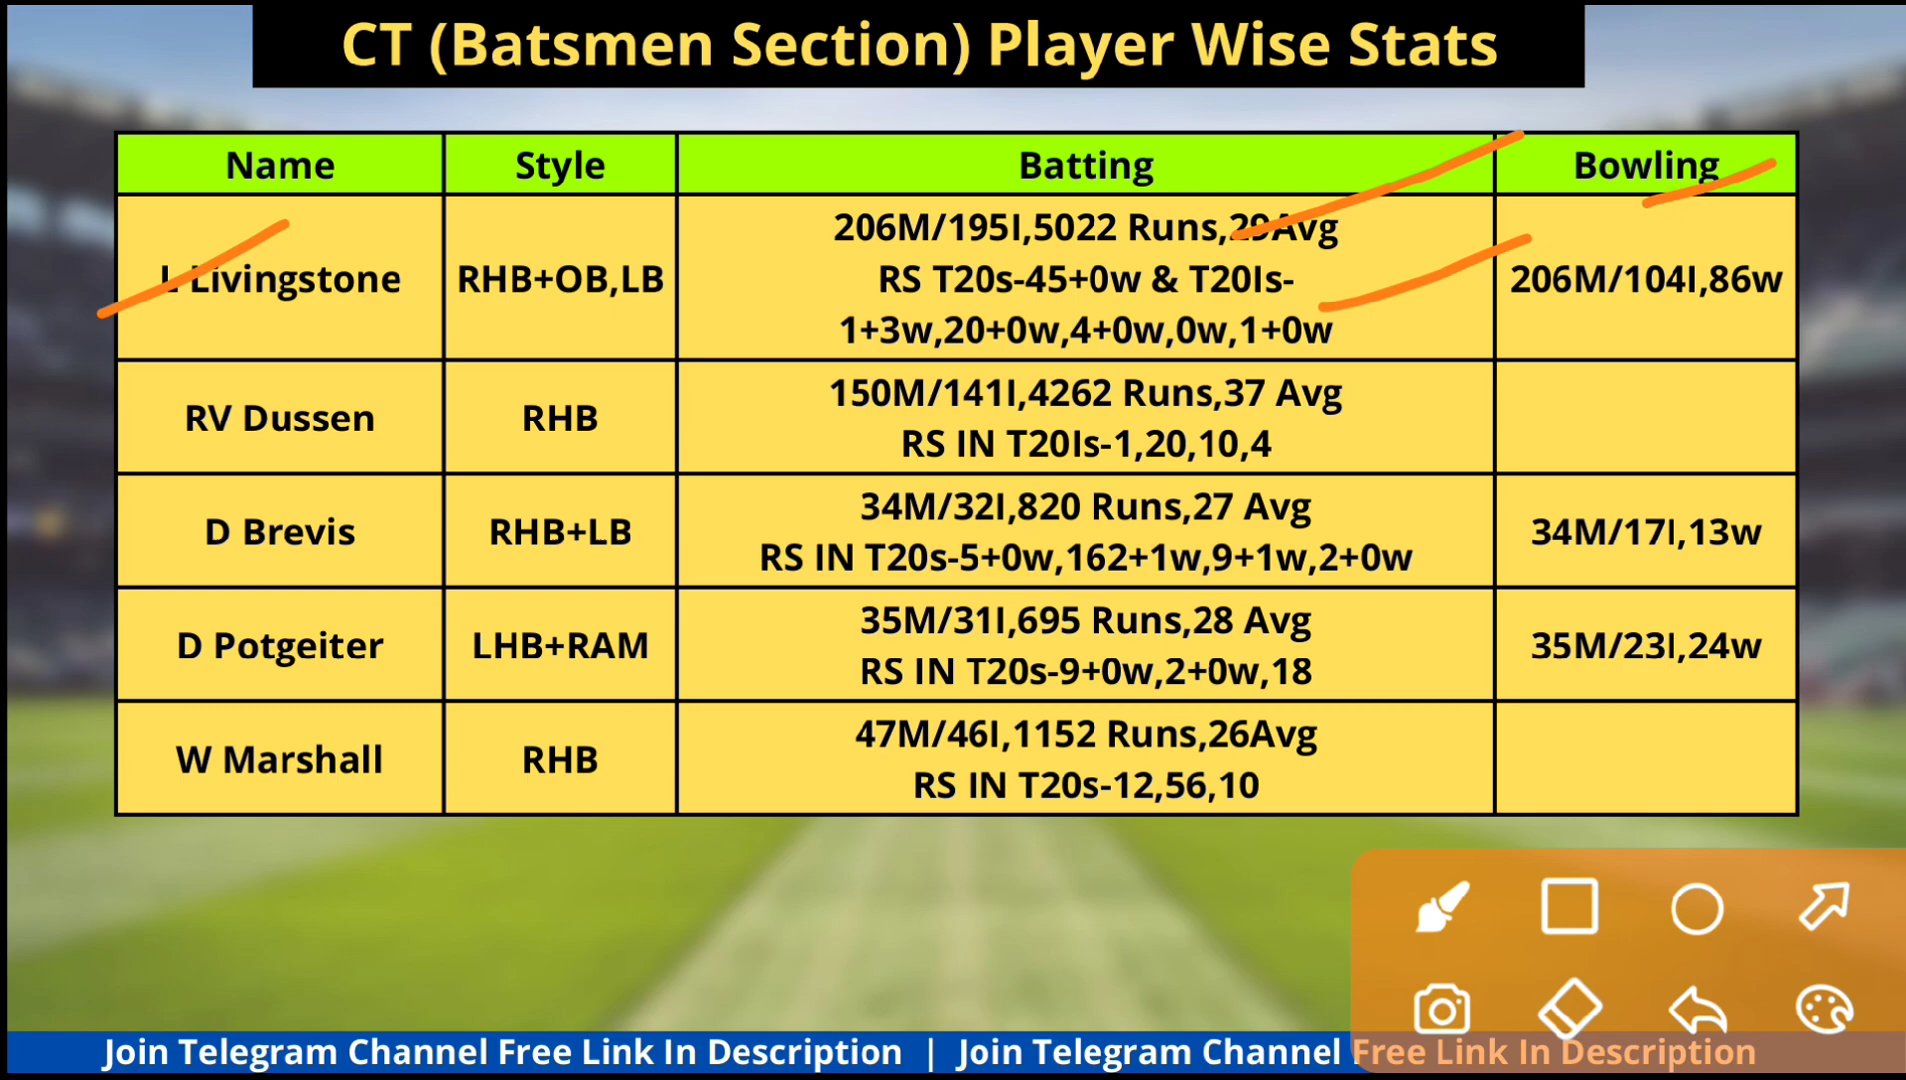 CT (Batsmen Section) Player Wise Stats
Name Style Batting Bowling
L Livingstone RHB+OB,LB 206M/195I,5022 Runs,29Avg
RS T20s-45+0w & T20Is-
1+3w,20+0w,4+0w,0w,1+0w
206M/104I,86w
RV Dussen RHB 150M/141I,4262 Runs,37 Avg
RS IN T20Is-1,20,10,4
D Brevis RHB+LB 34M/32I,820 Runs,27 Avg
RS IN T20s-5+0w,162+1w,9+1w,2+0w
34M/17I,13w
D Potgeiter LHB+RAM 35M/31I,695 Runs,28 Avg
RS IN T20s-9+0w,2+0w,18
35M/23I,24w
W Marshall RHB 47M/46I,1152 Runs,26Avg
RS IN T20s-12,56,10
Join Telegram Channel Free Link In Description | Join Telegram Channel Free Link In Description